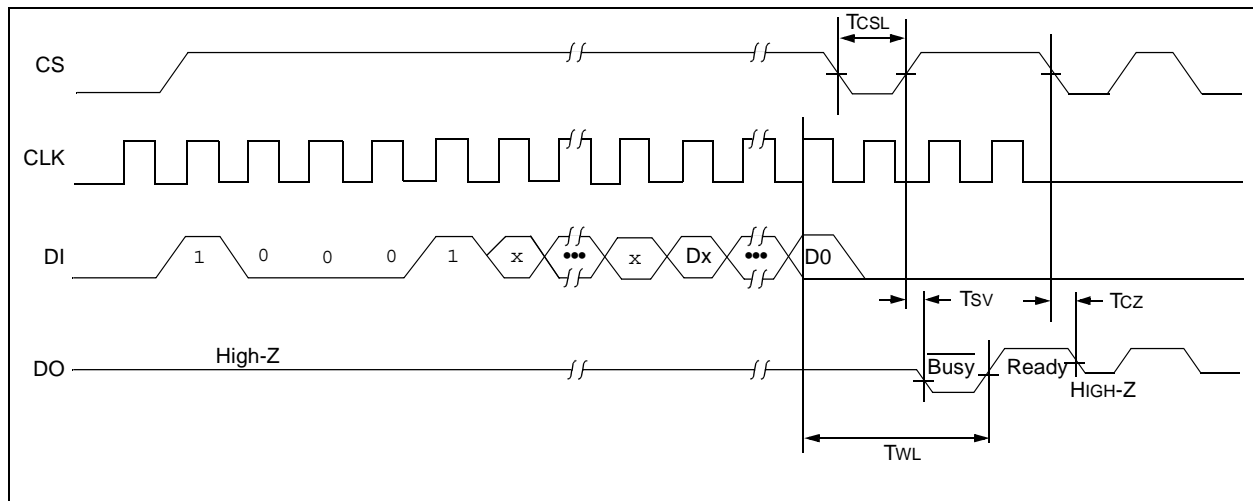 TCSL
CS
CLK
DI 1 0 0 0 1 x ••• x Dx ••• D0
TSV TCZ
High-Z
DO Busy Ready
HIGH-Z
TWL